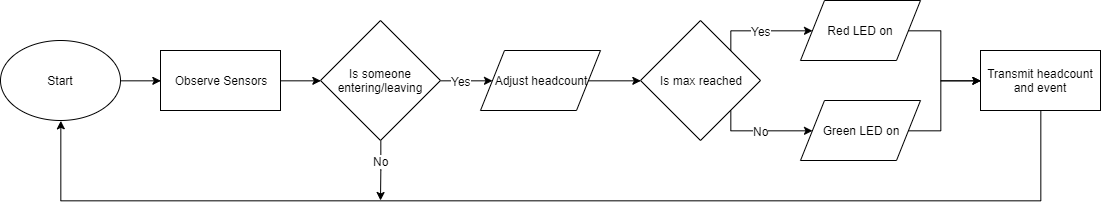 Start
Observe Sensors
Is someone
entering/leaving
Yes
No
Adjust headcount
Is max reached
Yes
Red LED on
No
Green LED on
Transmit headcount
and event